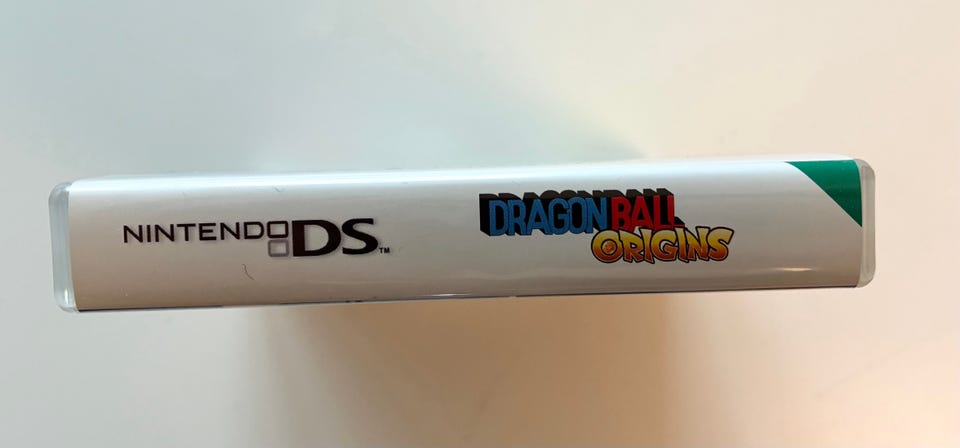 NINTENDO DS™
DRAGON BALL
ORIGINS